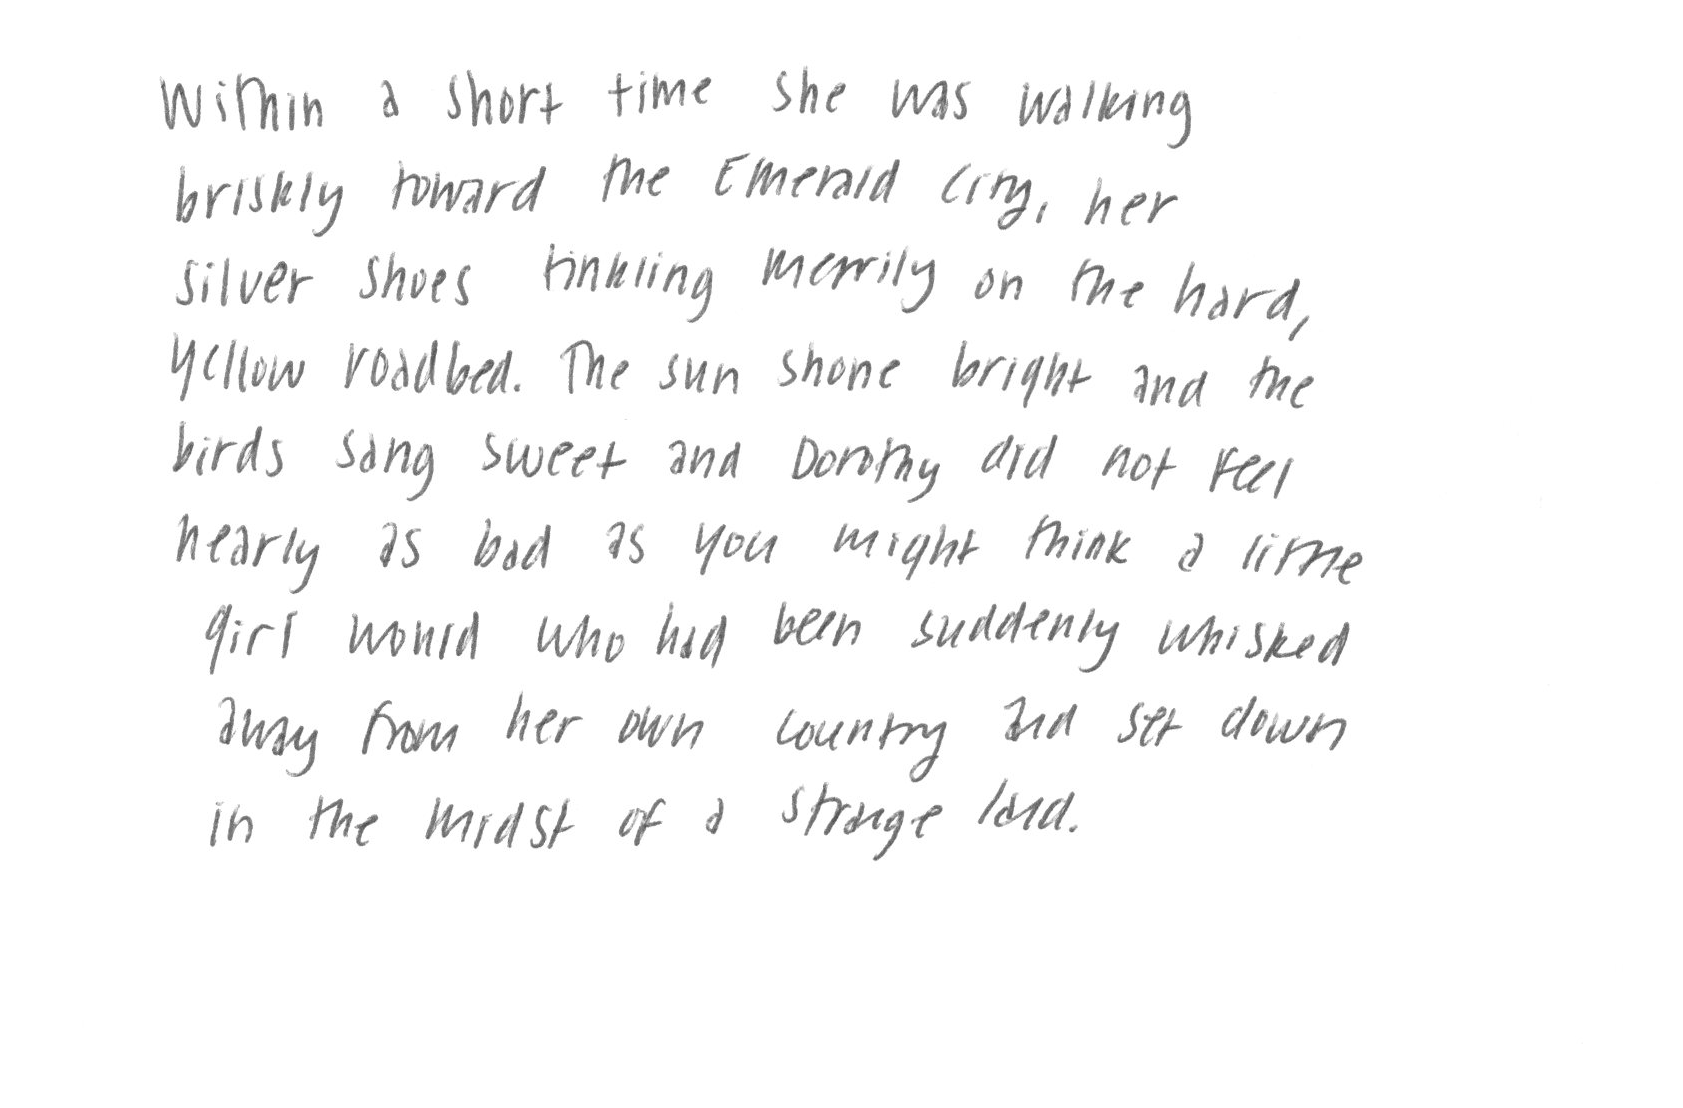 Within a short time she was walking
briskly toward the Emerald City, her
silver shoes tinkling merrily on the hard,
yellow roadbed. The sun shone bright and the
birds sang sweet and Dorothy did not feel
nearly as bad as you might think a little
girl would who had been suddenly whisked
away from her own country and set down
in the midst of a strange land.